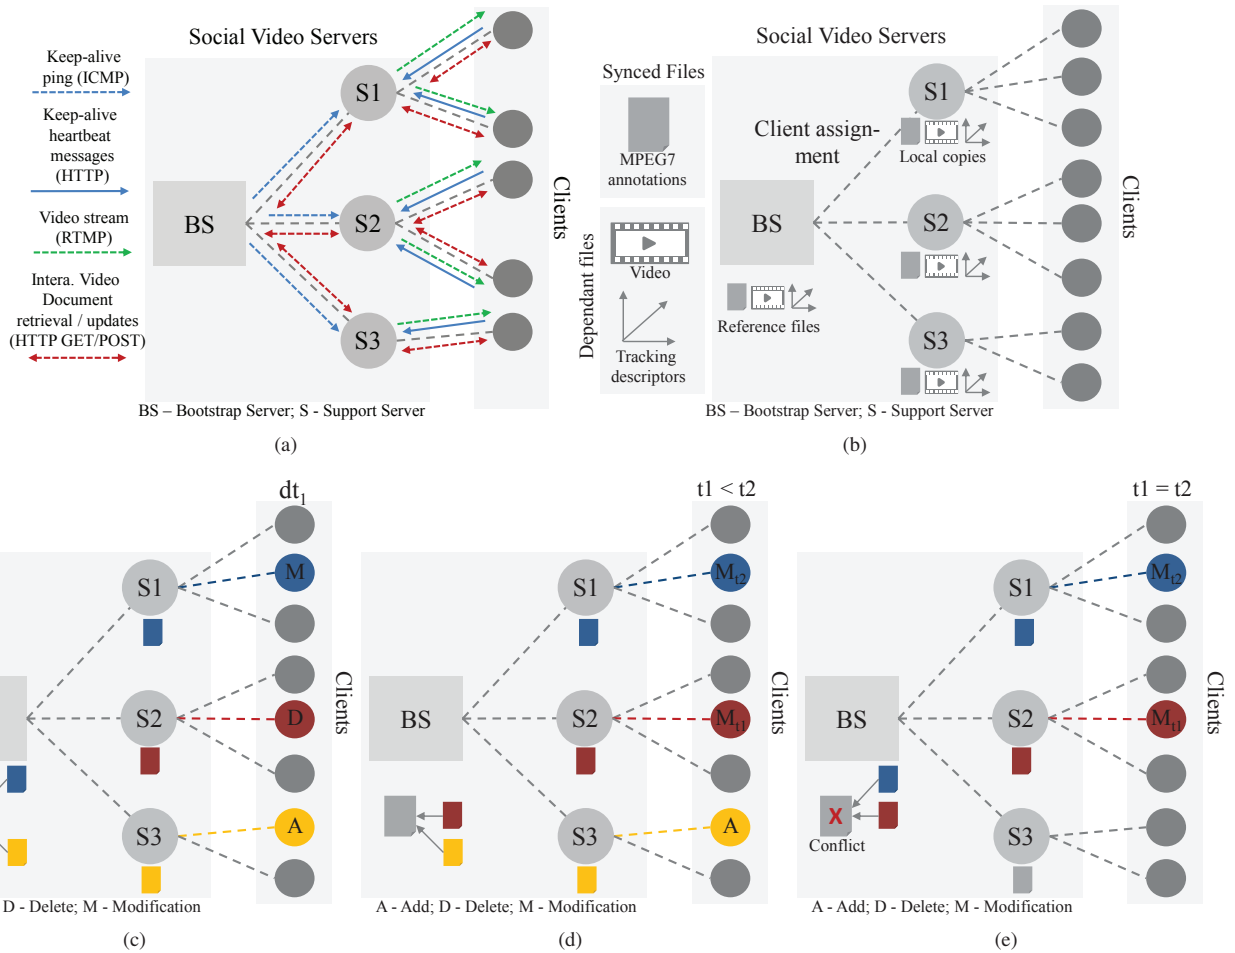 Social Video Servers
Keep-alive
ping (ICMP)
Keep-alive
heartbeat
messages
(HTTP)
Video stream
(RTMP)
Intera. Video
Document
retrieval / updates
(HTTP GET/POST)
BS
S1
S2
S3
Clients
BS – Bootstrap Server; S - Support Server
(a)
Social Video Servers
Synced Files
MPEG7
annotations
Dependant files
Video
Tracking
descriptors
Client assign-
ment
BS
Reference files
S1
Local copies
S2
S3
Clients
BS – Bootstrap Server; S - Support Server
(b)
dt1
S1
M
S2
D
S3
A
Clients
D - Delete; M - Modification
(c)
t1 < t2
BS
S1
Mt2
S2
Mt1
S3
A
Clients
A - Add; D - Delete; M - Modification
(d)
t1 = t2
BS
S1
Mt2
S2
Mt1
X
Conflict
S3
Clients
A - Add; D - Delete; M - Modification
(e)